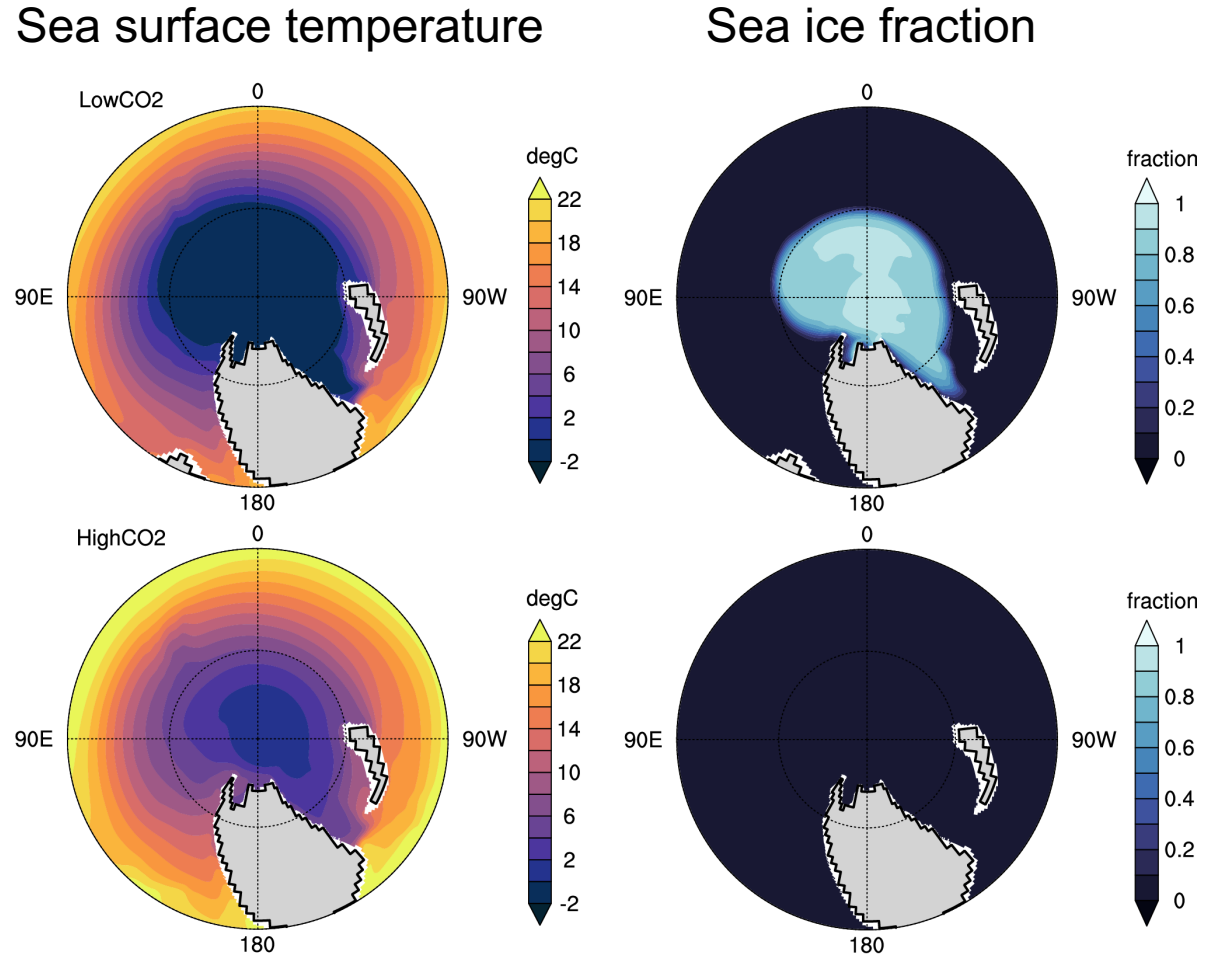 Sea surface temperature
Sea ice fraction
LowCO2
0
90E
90W
180
degC
22
18
14
10
6
2
-2
0
90E
90W
180
fraction
1
0.8
0.6
0.4
0.2
0
HighCO2
0
90E
90W
180
degC
22
18
14
10
6
2
-2
0
90E
90W
180
fraction
1
0.8
0.6
0.4
0.2
0